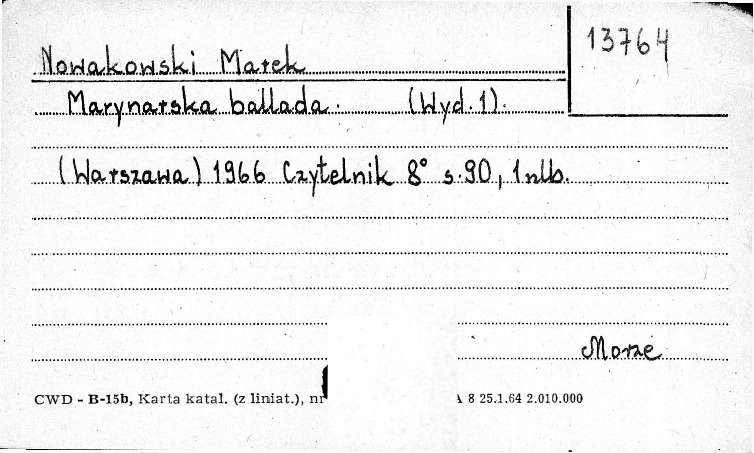 13764
Nowakowski Marek
Marynarska ballada. (Wyd. 1).
(Warszawa) 1966 Czytelnik 8° s. 90, 1 nlb.
Morze
CWD - B-15b, Karta katal. (z liniat.), nr A 8 25.1.64 2.010.000